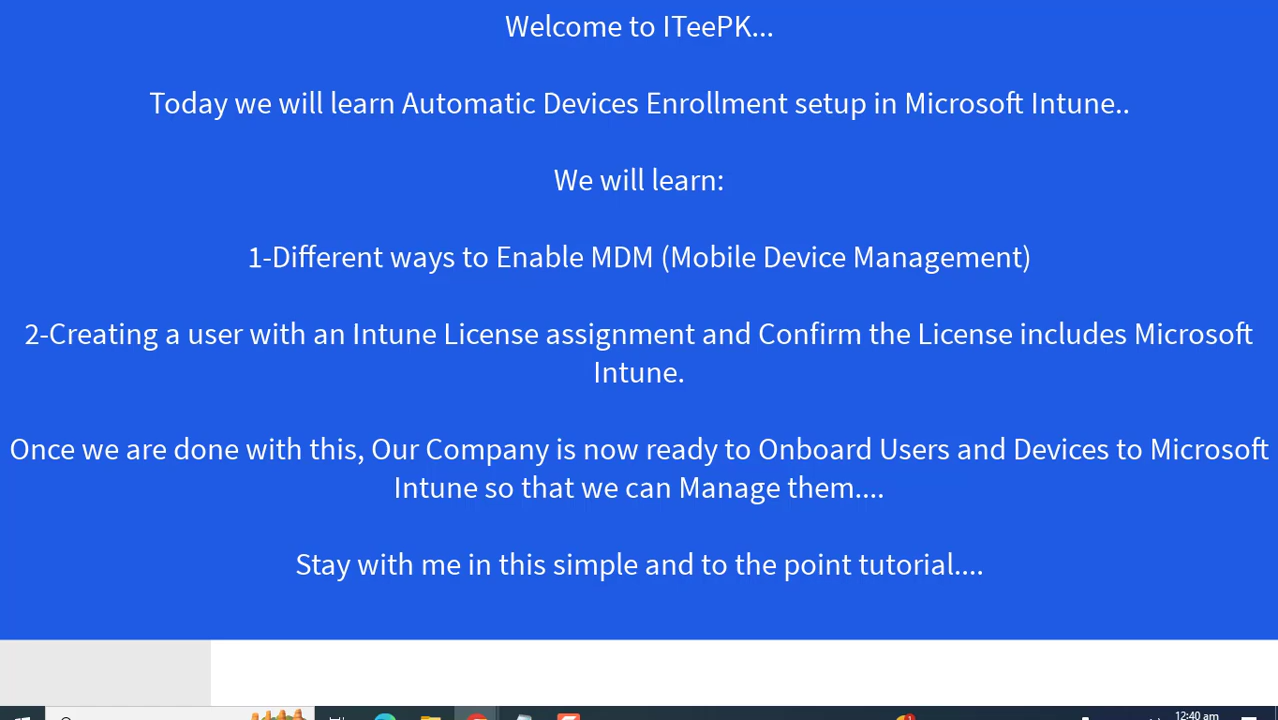 Welcome to ITeePK...
Today we will learn Automatic Devices Enrollment setup in Microsoft Intune..
We will learn:
1-Different ways to Enable MDM (Mobile Device Management)
2-Creating a user with an Intune License assignment and Confirm the License includes Microsoft
Intune.
Once we are done with this, Our Company is now ready to Onboard Users and Devices to Microsoft
Intune so that we can Manage them....
Stay with me in this simple and to the point tutorial....
12:40 am